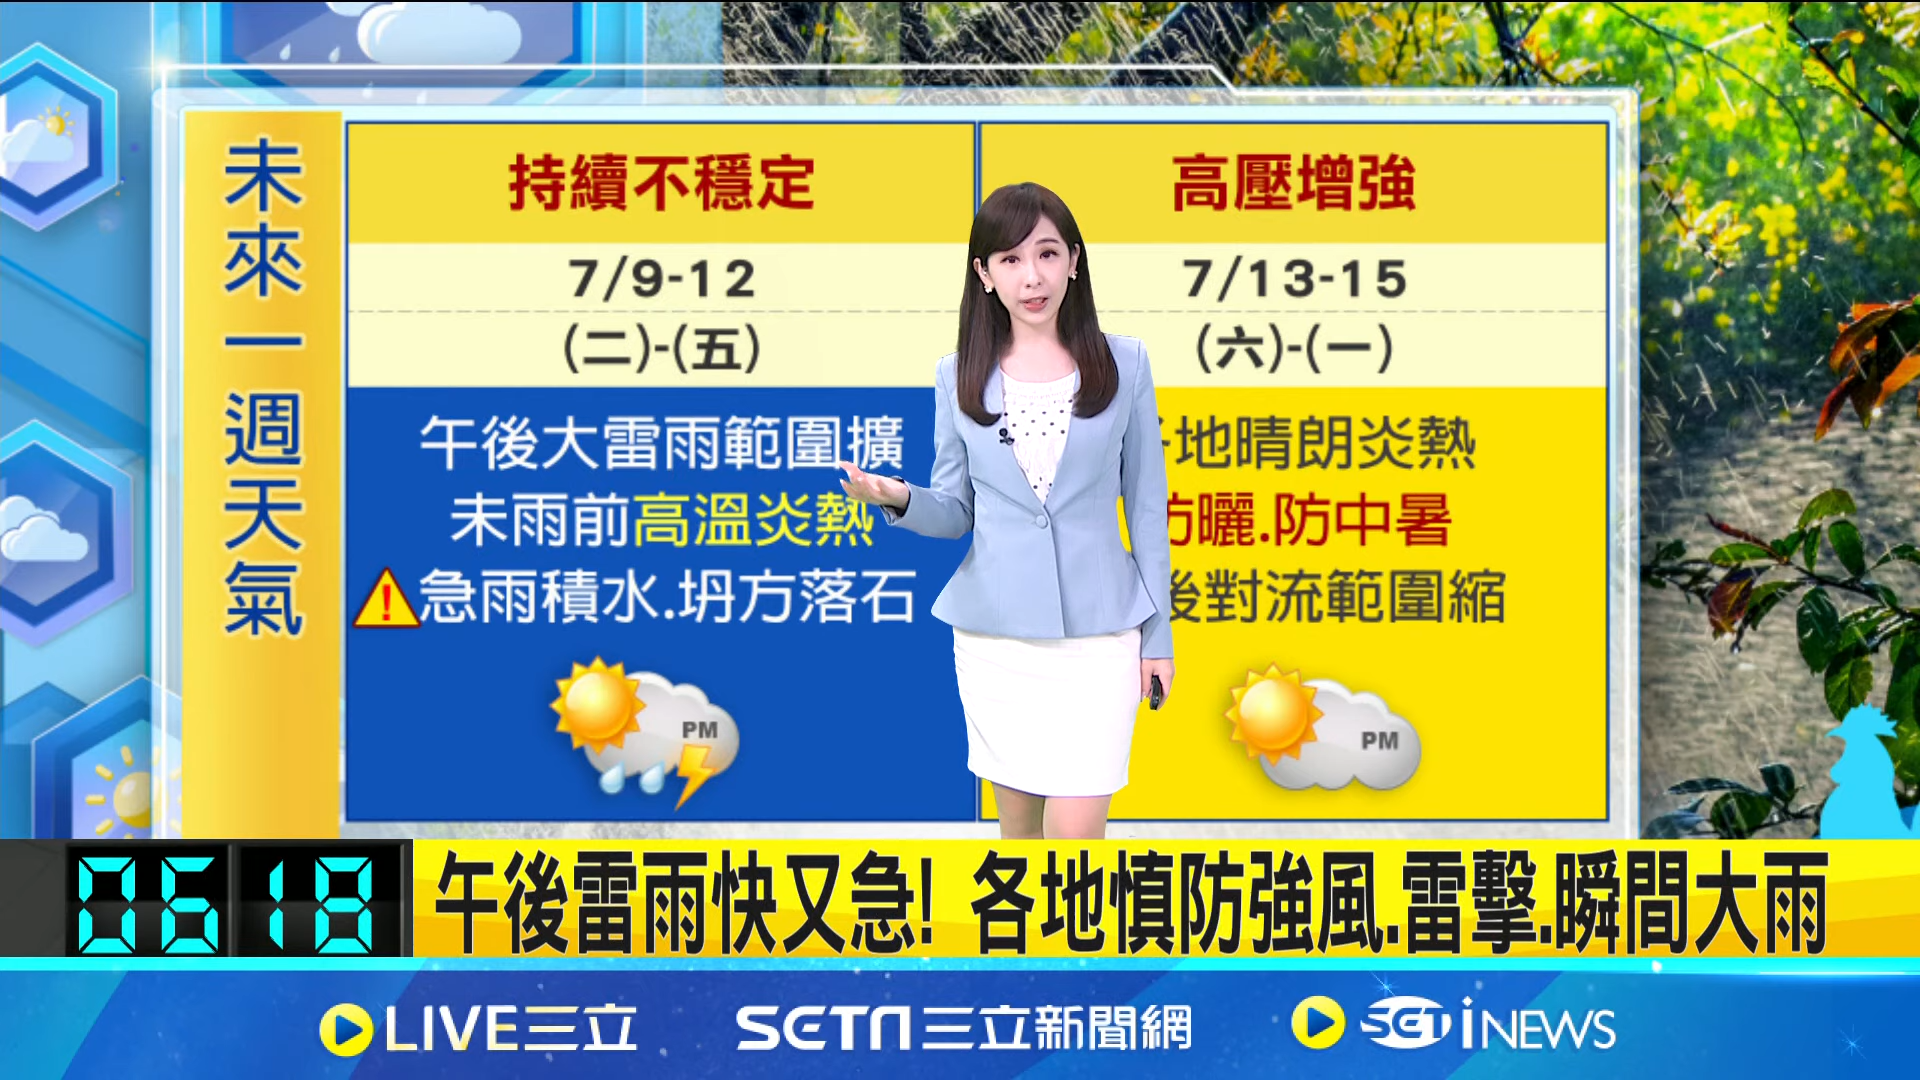 未來一週天氣
持續不穩定
7/9-12
(二)-(五)
午後大雷雨範圍擴
未雨前高溫炎熱
急雨積水.坍方落石
PM
高壓增強
7/13-15
(六)-(一)
地晴朗炎熱
防曬.防中暑
後對流範圍縮
PM
0618
午後雷雨快又急! 各地慎防強風.雷擊.瞬間大雨
LIVE三立
SETN三立新聞網
SET iNEWS